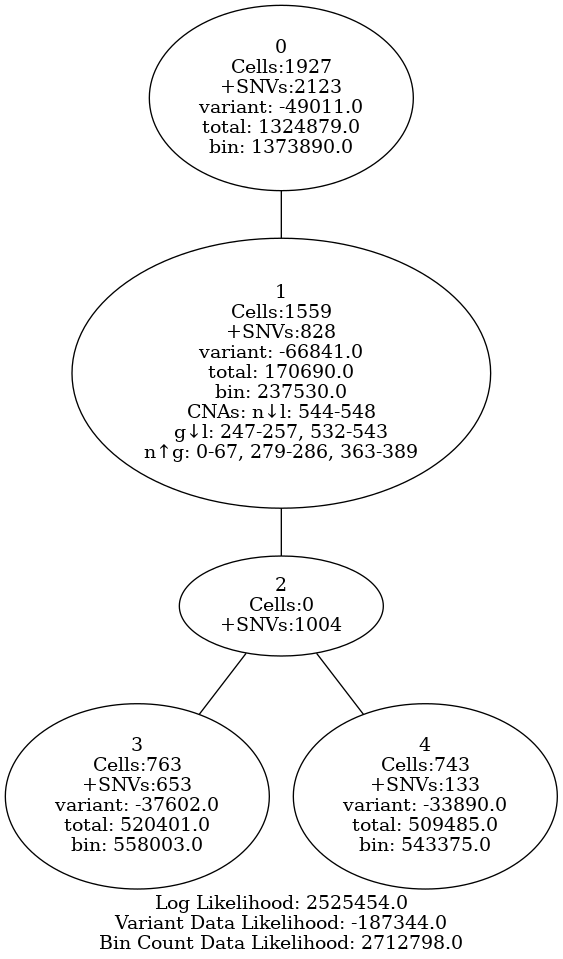 0
Cells:1927
+SNVs:2123
variant: -49011.0
total: 1324879.0
bin: 1373890.0
1
Cells:1559
+SNVs:828
variant: -66841.0
total: 170690.0
bin: 237530.0
CNAs: n↓l: 544-548
g↓l: 247-257, 532-543
n↑g: 0-67, 279-286, 363-389
2
Cells:0
+SNVs:1004
3
Cells:763
+SNVs:653
variant: -37602.0
total: 520401.0
bin: 558003.0
4
Cells:743
+SNVs:133
variant: -33890.0
total: 509485.0
bin: 543375.0
Log Likelihood: 2525454.0
Variant Data Likelihood: -187344.0
Bin Count Data Likelihood: 2712798.0